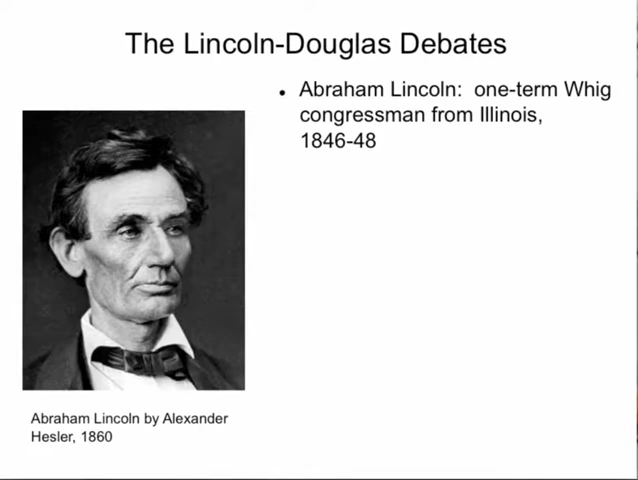 The Lincoln-Douglas Debates
• Abraham Lincoln:  one-term Whig
congressman from Illinois,
1846-48
Abraham Lincoln by Alexander
Hesler, 1860